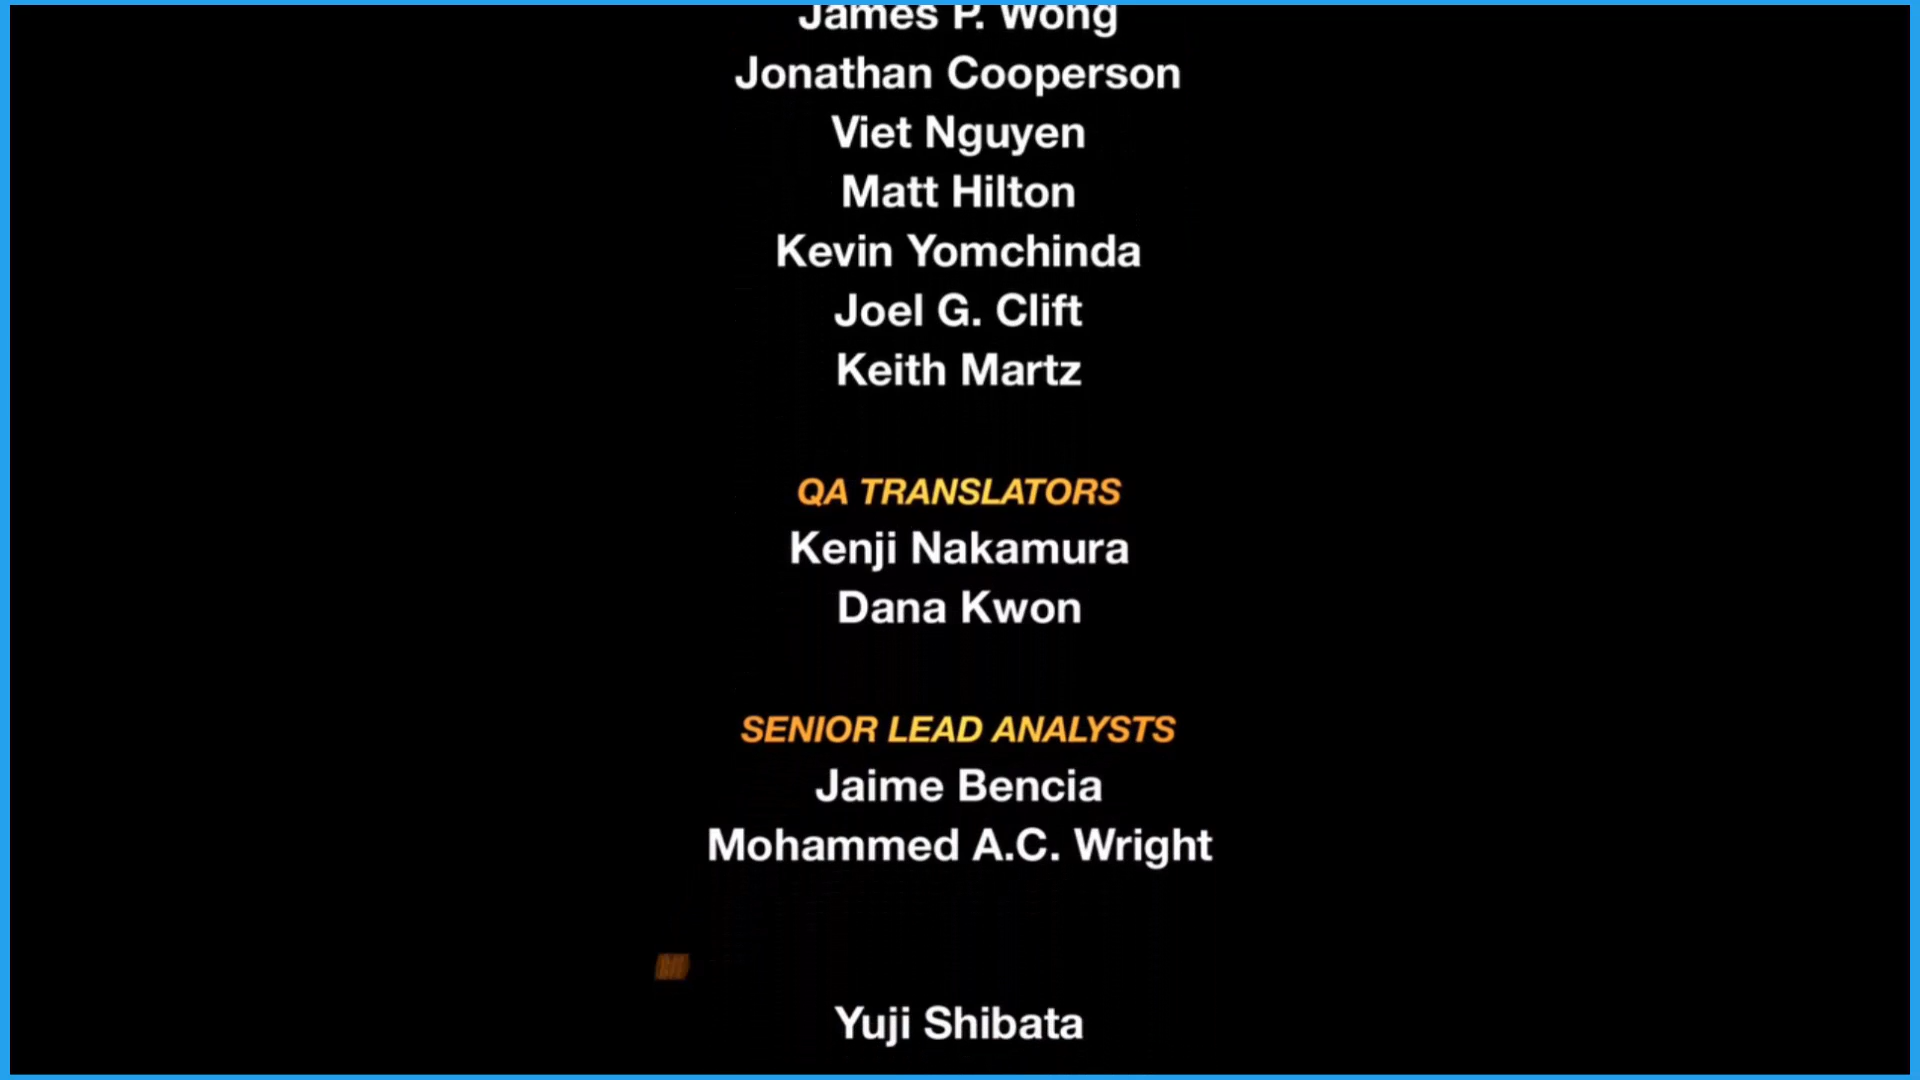 James P. Wong
Jonathan Cooperson
Viet Nguyen
Matt Hilton
Kevin Yomchinda
Joel G. Clift
Keith Martz
QA TRANSLATORS
Kenji Nakamura
Dana Kwon
SENIOR LEAD ANALYSTS
Jaime Bencia
Mohammed A.C. Wright
Yuji Shibata